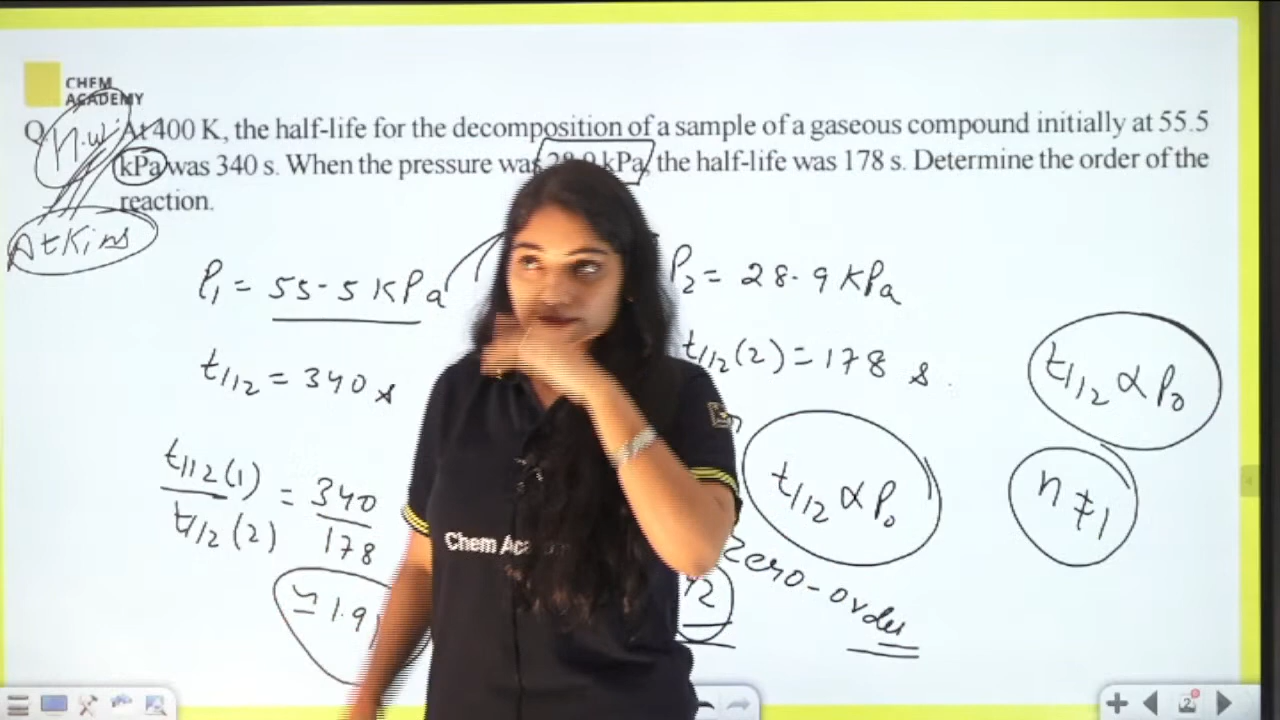 CHEM
ACADEMY
Q. H.W. At 400 K, the half-life for the decomposition of a sample of a gaseous compound initially at 55.5
kPa was 340 s. When the pressure was 28.9 kPa, the half-life was 178 s. Determine the order of the
reaction.
Atkins
P₁ = 55.5 KPa
P₂ = 28.9 KPa
t1/2 = 340 s
t1/2 (2) = 178 s.
t1/2 ∝ P₀
t1/2 (1)
t1/2 (2)
= 340
178
t1/2 ∝ P₀
n ≠ 1
≃ 1.91
zero-order
Chem
2